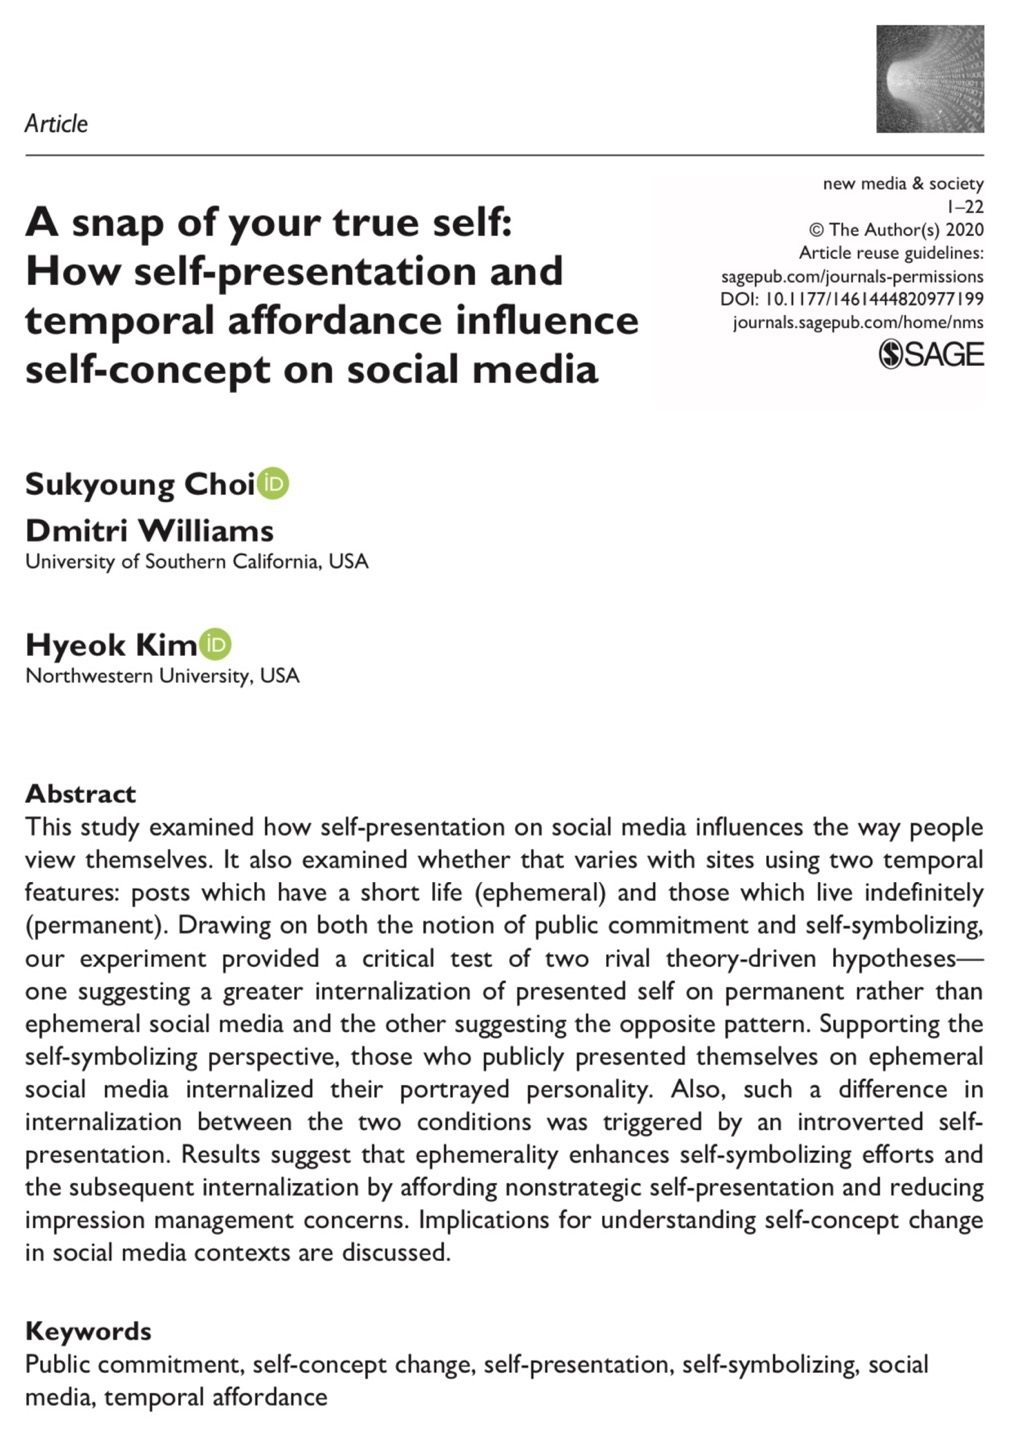 Article
new media & society
1–22
© The Author(s) 2020
Article reuse guidelines:
sagepub.com/journals-permissions
DOI: 10.1177/1461444820977199
journals.sagepub.com/home/nms
SAGE
A snap of your true self:
How self-presentation and
temporal affordance influence
self-concept on social media
Sukyoung Choi iD
Dmitri Williams
University of Southern California, USA
Hyeok Kim iD
Northwestern University, USA
Abstract
This study examined how self-presentation on social media influences the way people
view themselves. It also examined whether that varies with sites using two temporal
features: posts which have a short life (ephemeral) and those which live indefinitely
(permanent). Drawing on both the notion of public commitment and self-symbolizing,
our experiment provided a critical test of two rival theory-driven hypotheses—
one suggesting a greater internalization of presented self on permanent rather than
ephemeral social media and the other suggesting the opposite pattern. Supporting the
self-symbolizing perspective, those who publicly presented themselves on ephemeral
social media internalized their portrayed personality. Also, such a difference in
internalization between the two conditions was triggered by an introverted self-
presentation. Results suggest that ephemerality enhances self-symbolizing efforts and
the subsequent internalization by affording nonstrategic self-presentation and reducing
impression management concerns. Implications for understanding self-concept change
in social media contexts are discussed.
Keywords
Public commitment, self-concept change, self-presentation, self-symbolizing, social
media, temporal affordance